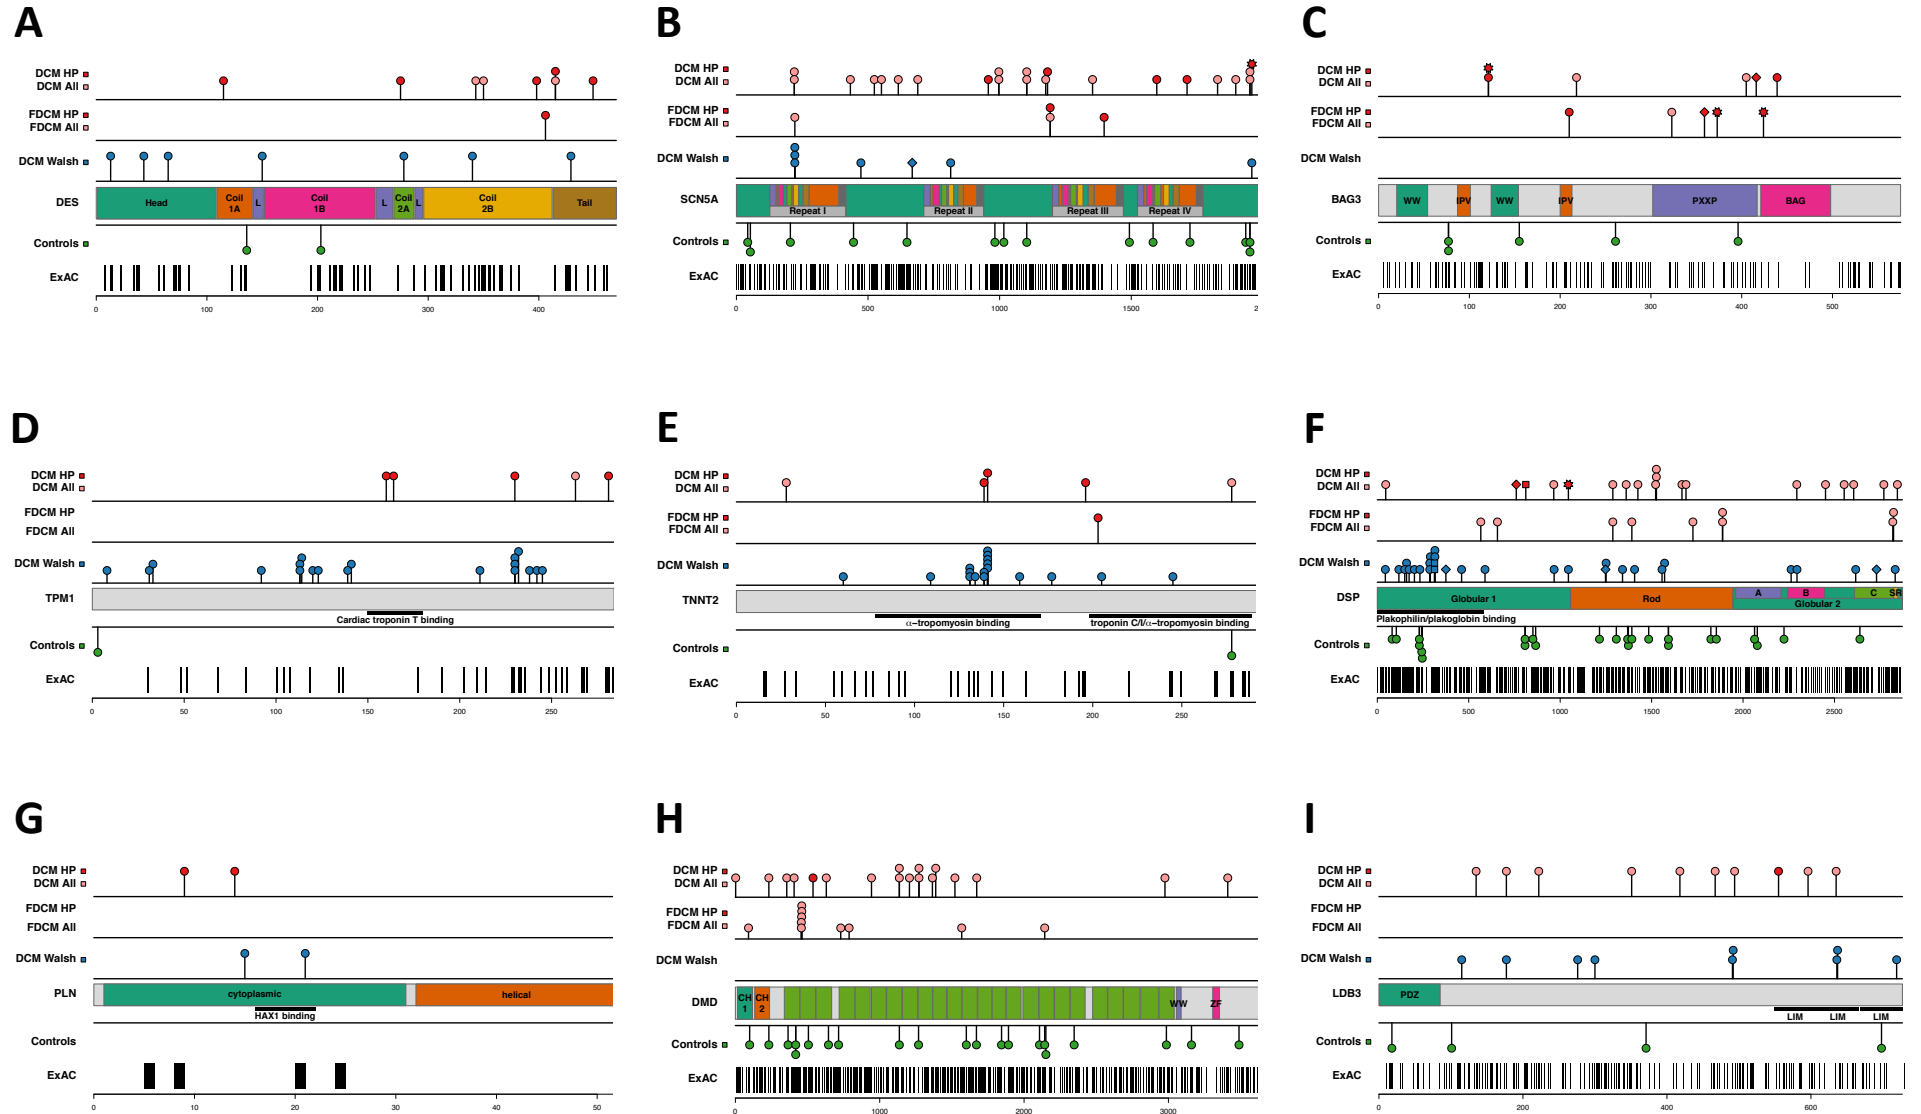 A
DCM HP
DCM All
FDCM HP
FDCM All
DCM Walsh
DES
Head
Coil 1A
L
Coil 1B
L
Coil 2A
L
Coil 2B
Tail
Controls
ExAC
0 100 200 300 400
B
DCM HP
DCM All
FDCM HP
FDCM All
DCM Walsh
SCN5A
Repeat I
Repeat II
Repeat III
Repeat IV
Controls
ExAC
0 500 1000 1500 2
C
DCM HP
DCM All
FDCM HP
FDCM All
DCM Walsh
BAG3
WW
IPV
WW
IPV
PXXP
BAG
Controls
ExAC
0 100 200 300 400 500
D
DCM HP
DCM All
FDCM HP
FDCM All
DCM Walsh
TPM1
Cardiac troponin T binding
Controls
ExAC
0 50 100 150 200 250
E
DCM HP
DCM All
FDCM HP
FDCM All
DCM Walsh
TNNT2
α−tropomyosin binding
troponin C/I/α−tropomyosin binding
Controls
ExAC
0 50 100 150 200 250
F
DCM HP
DCM All
FDCM HP
FDCM All
DCM Walsh
DSP
Globular 1
Rod
A
B
C
SR
Globular 2
Plakophilin/plakoglobin binding
Controls
ExAC
0 500 1000 1500 2000 2500
G
DCM HP
DCM All
FDCM HP
FDCM All
DCM Walsh
PLN
cytoplasmic
helical
HAX1 binding
Controls
ExAC
0 10 20 30 40 50
H
DCM HP
DCM All
FDCM HP
FDCM All
DCM Walsh
DMD
CH 1
CH 2
WW
ZF
Controls
ExAC
0 1000 2000 3000
I
DCM HP
DCM All
FDCM HP
FDCM All
DCM Walsh
LDB3
PDZ
LIM
LIM
LIM
Controls
ExAC
0 200 400 600